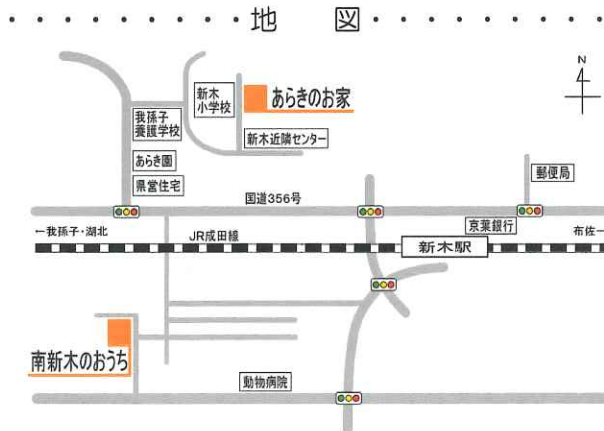 地 図
N
新木
小学校
あらきのお家
我孫子
養護学校
新木近隣センター
あらき園
県営住宅
郵便局
国道356号
京葉銀行
←我孫子・湖北
JR成田線
新木駅
布佐→
南新木のおうち
動物病院